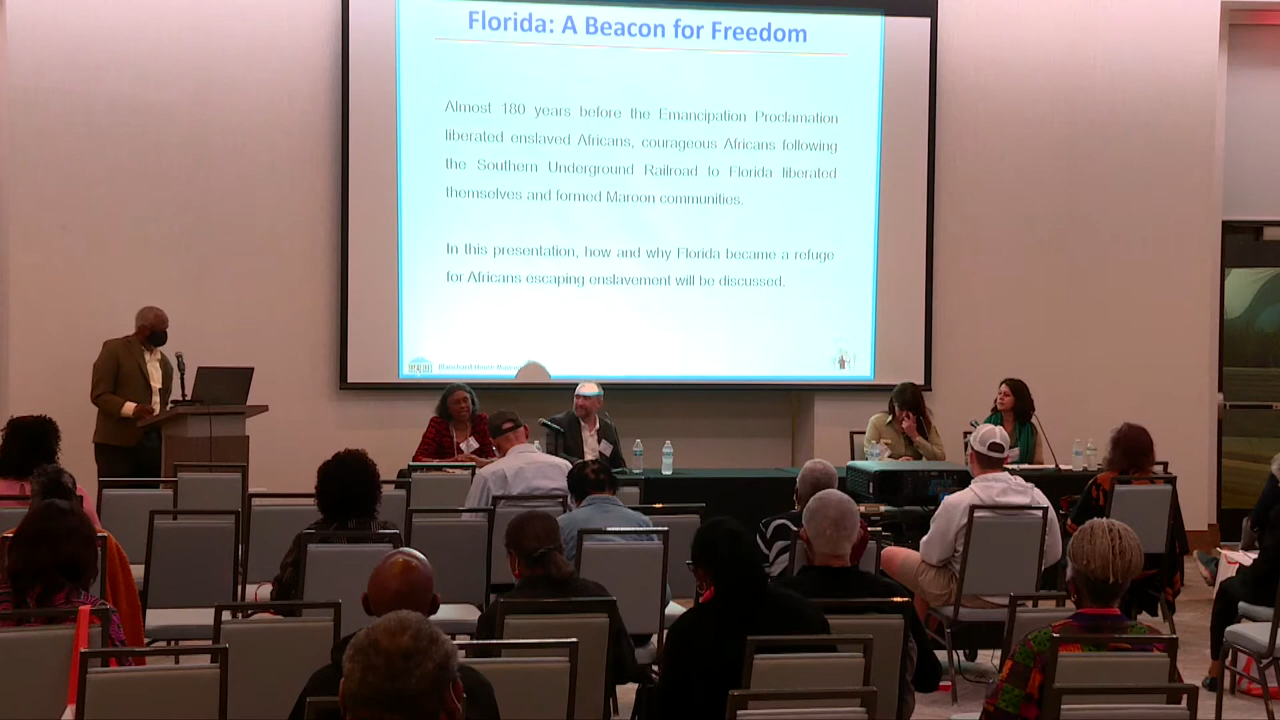 Florida: A Beacon for Freedom
Almost 180 years before the Emancipation Proclamation
liberated enslaved Africans, courageous Africans following
the Southern Underground Railroad to Florida liberated
themselves and formed Maroon communities.
In this presentation, how and why Florida became a refuge
for Africans escaping enslavement will be discussed.
Blanchard House